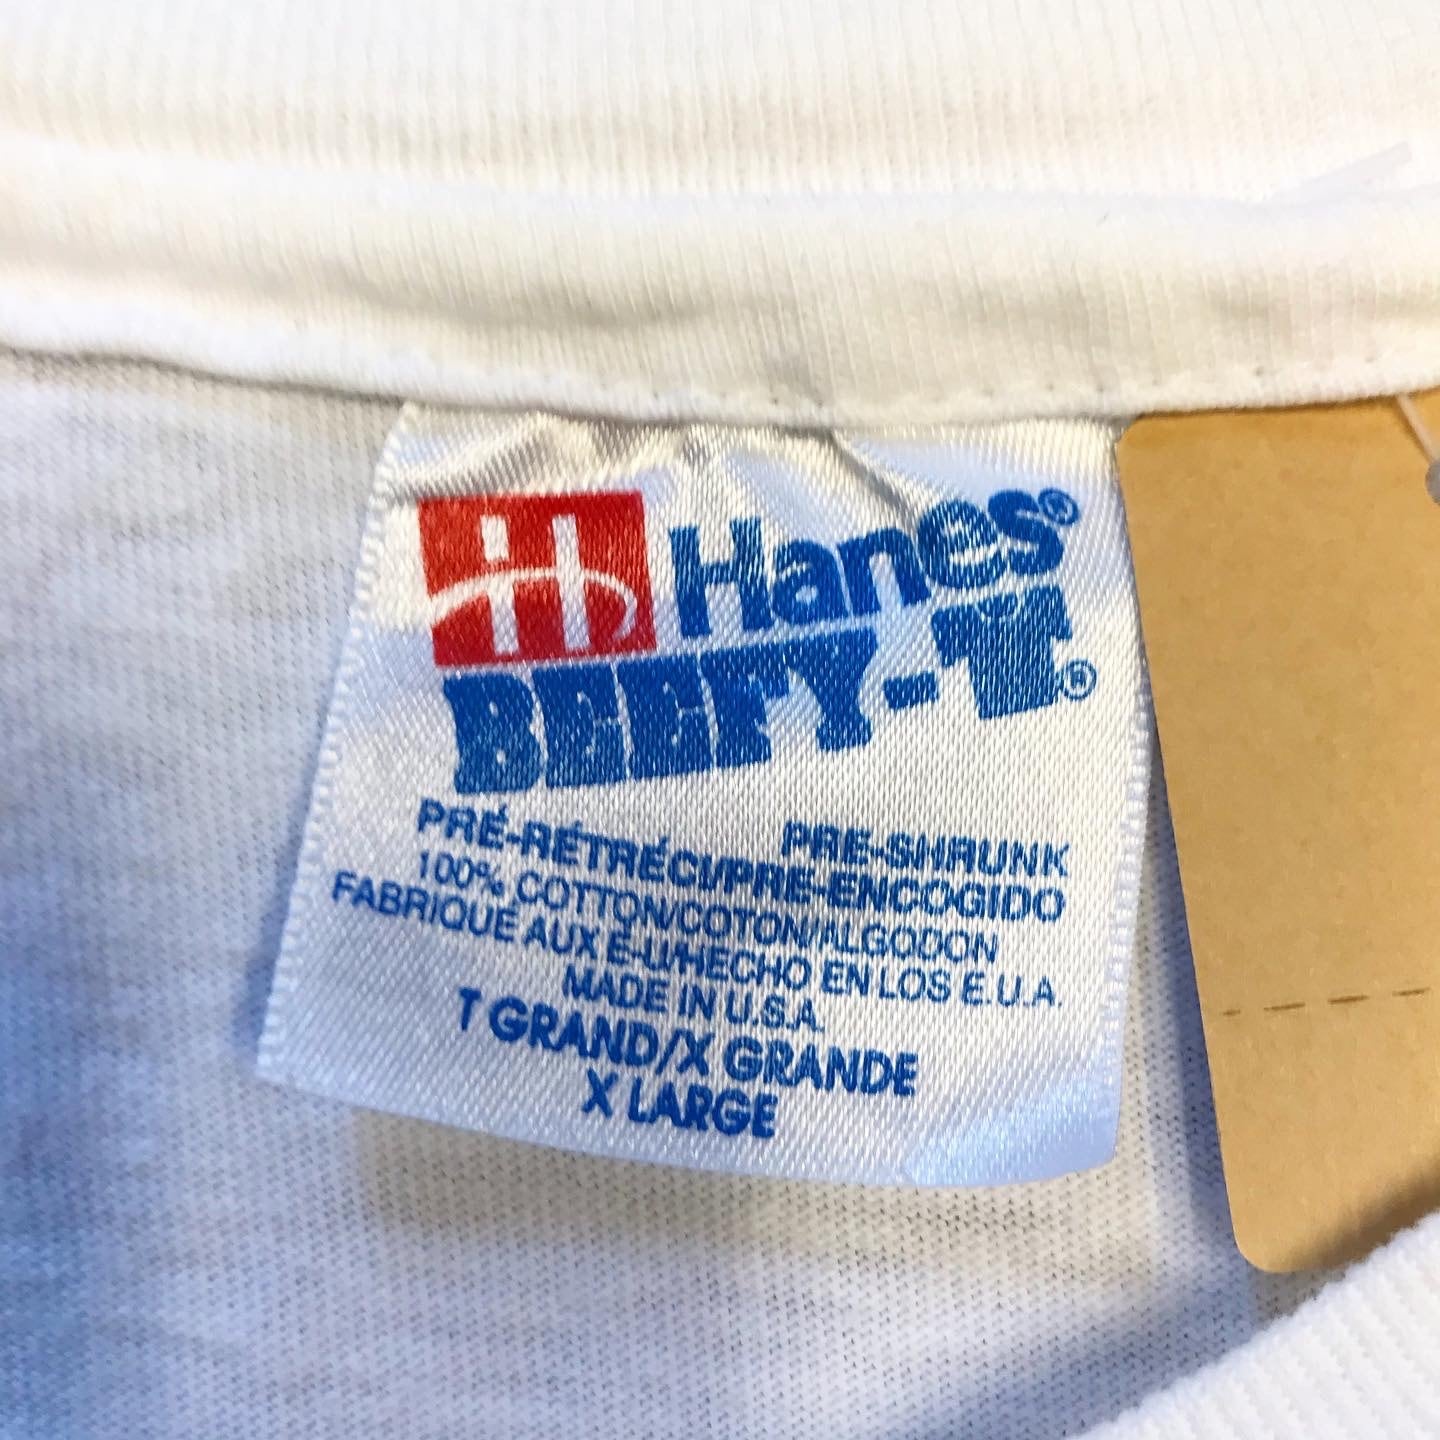 Hanes®
BEEFY-T®
PRE-SHRUNK
PRÉ-RÉTRÉCI/PRE-ENCOGIDO
100% COTTON/COTON/ALGODON
FABRIQUÉ AUX É-U/HECHO EN LOS E.U.A.
MADE IN U.S.A.
T GRAND/X GRANDE
X LARGE